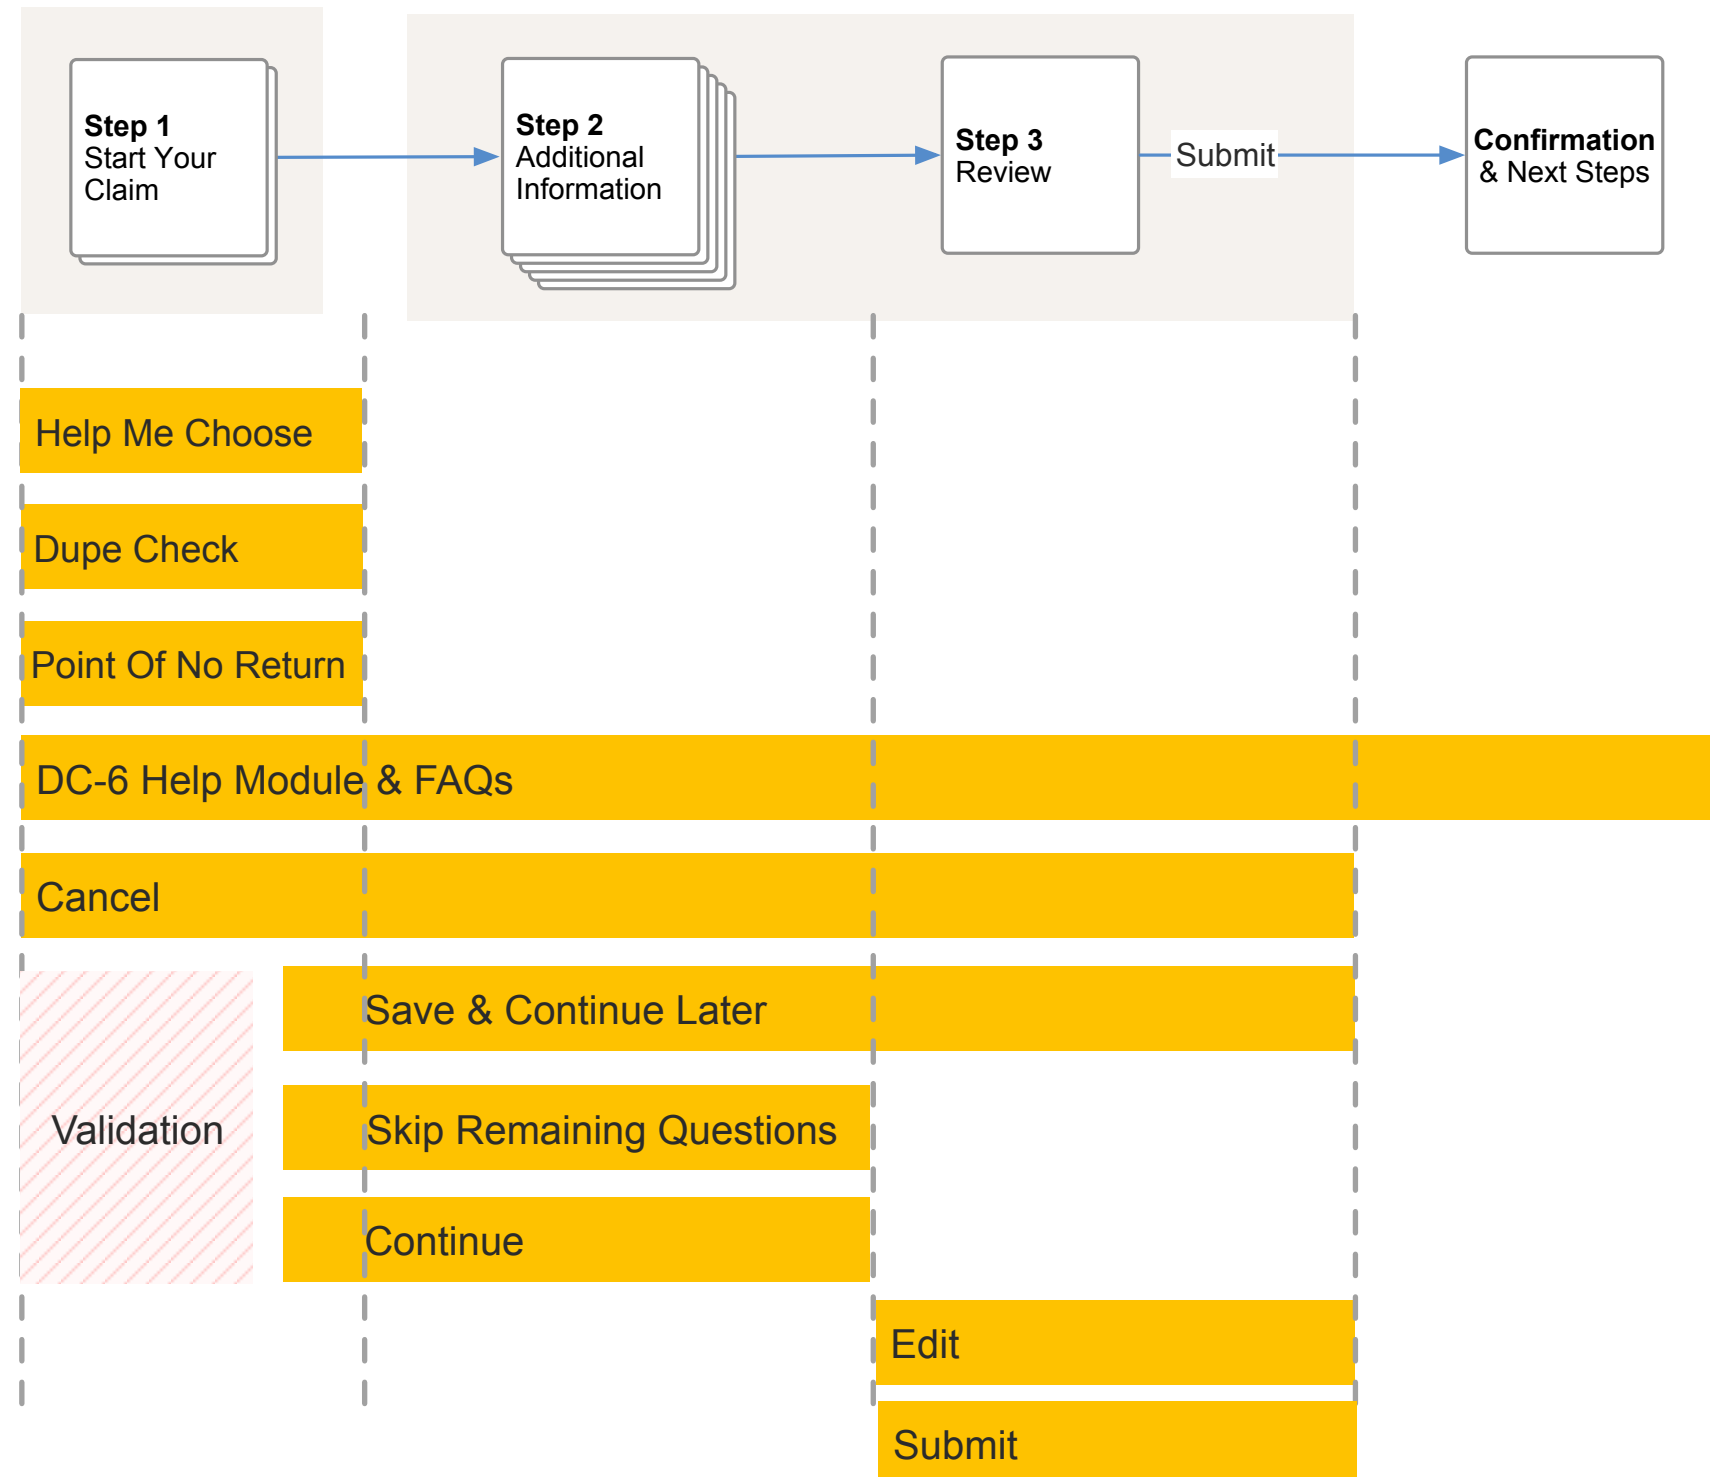 Step 1
Start Your
Claim
Step 2
Additional
Information
Step 3
Review
Submit
Confirmation
& Next Steps
Help Me Choose
Dupe Check
Point Of No Return
DC-6 Help Module & FAQs
Cancel
Save & Continue Later
Validation
Skip Remaining Questions
Continue
Edit
Submit